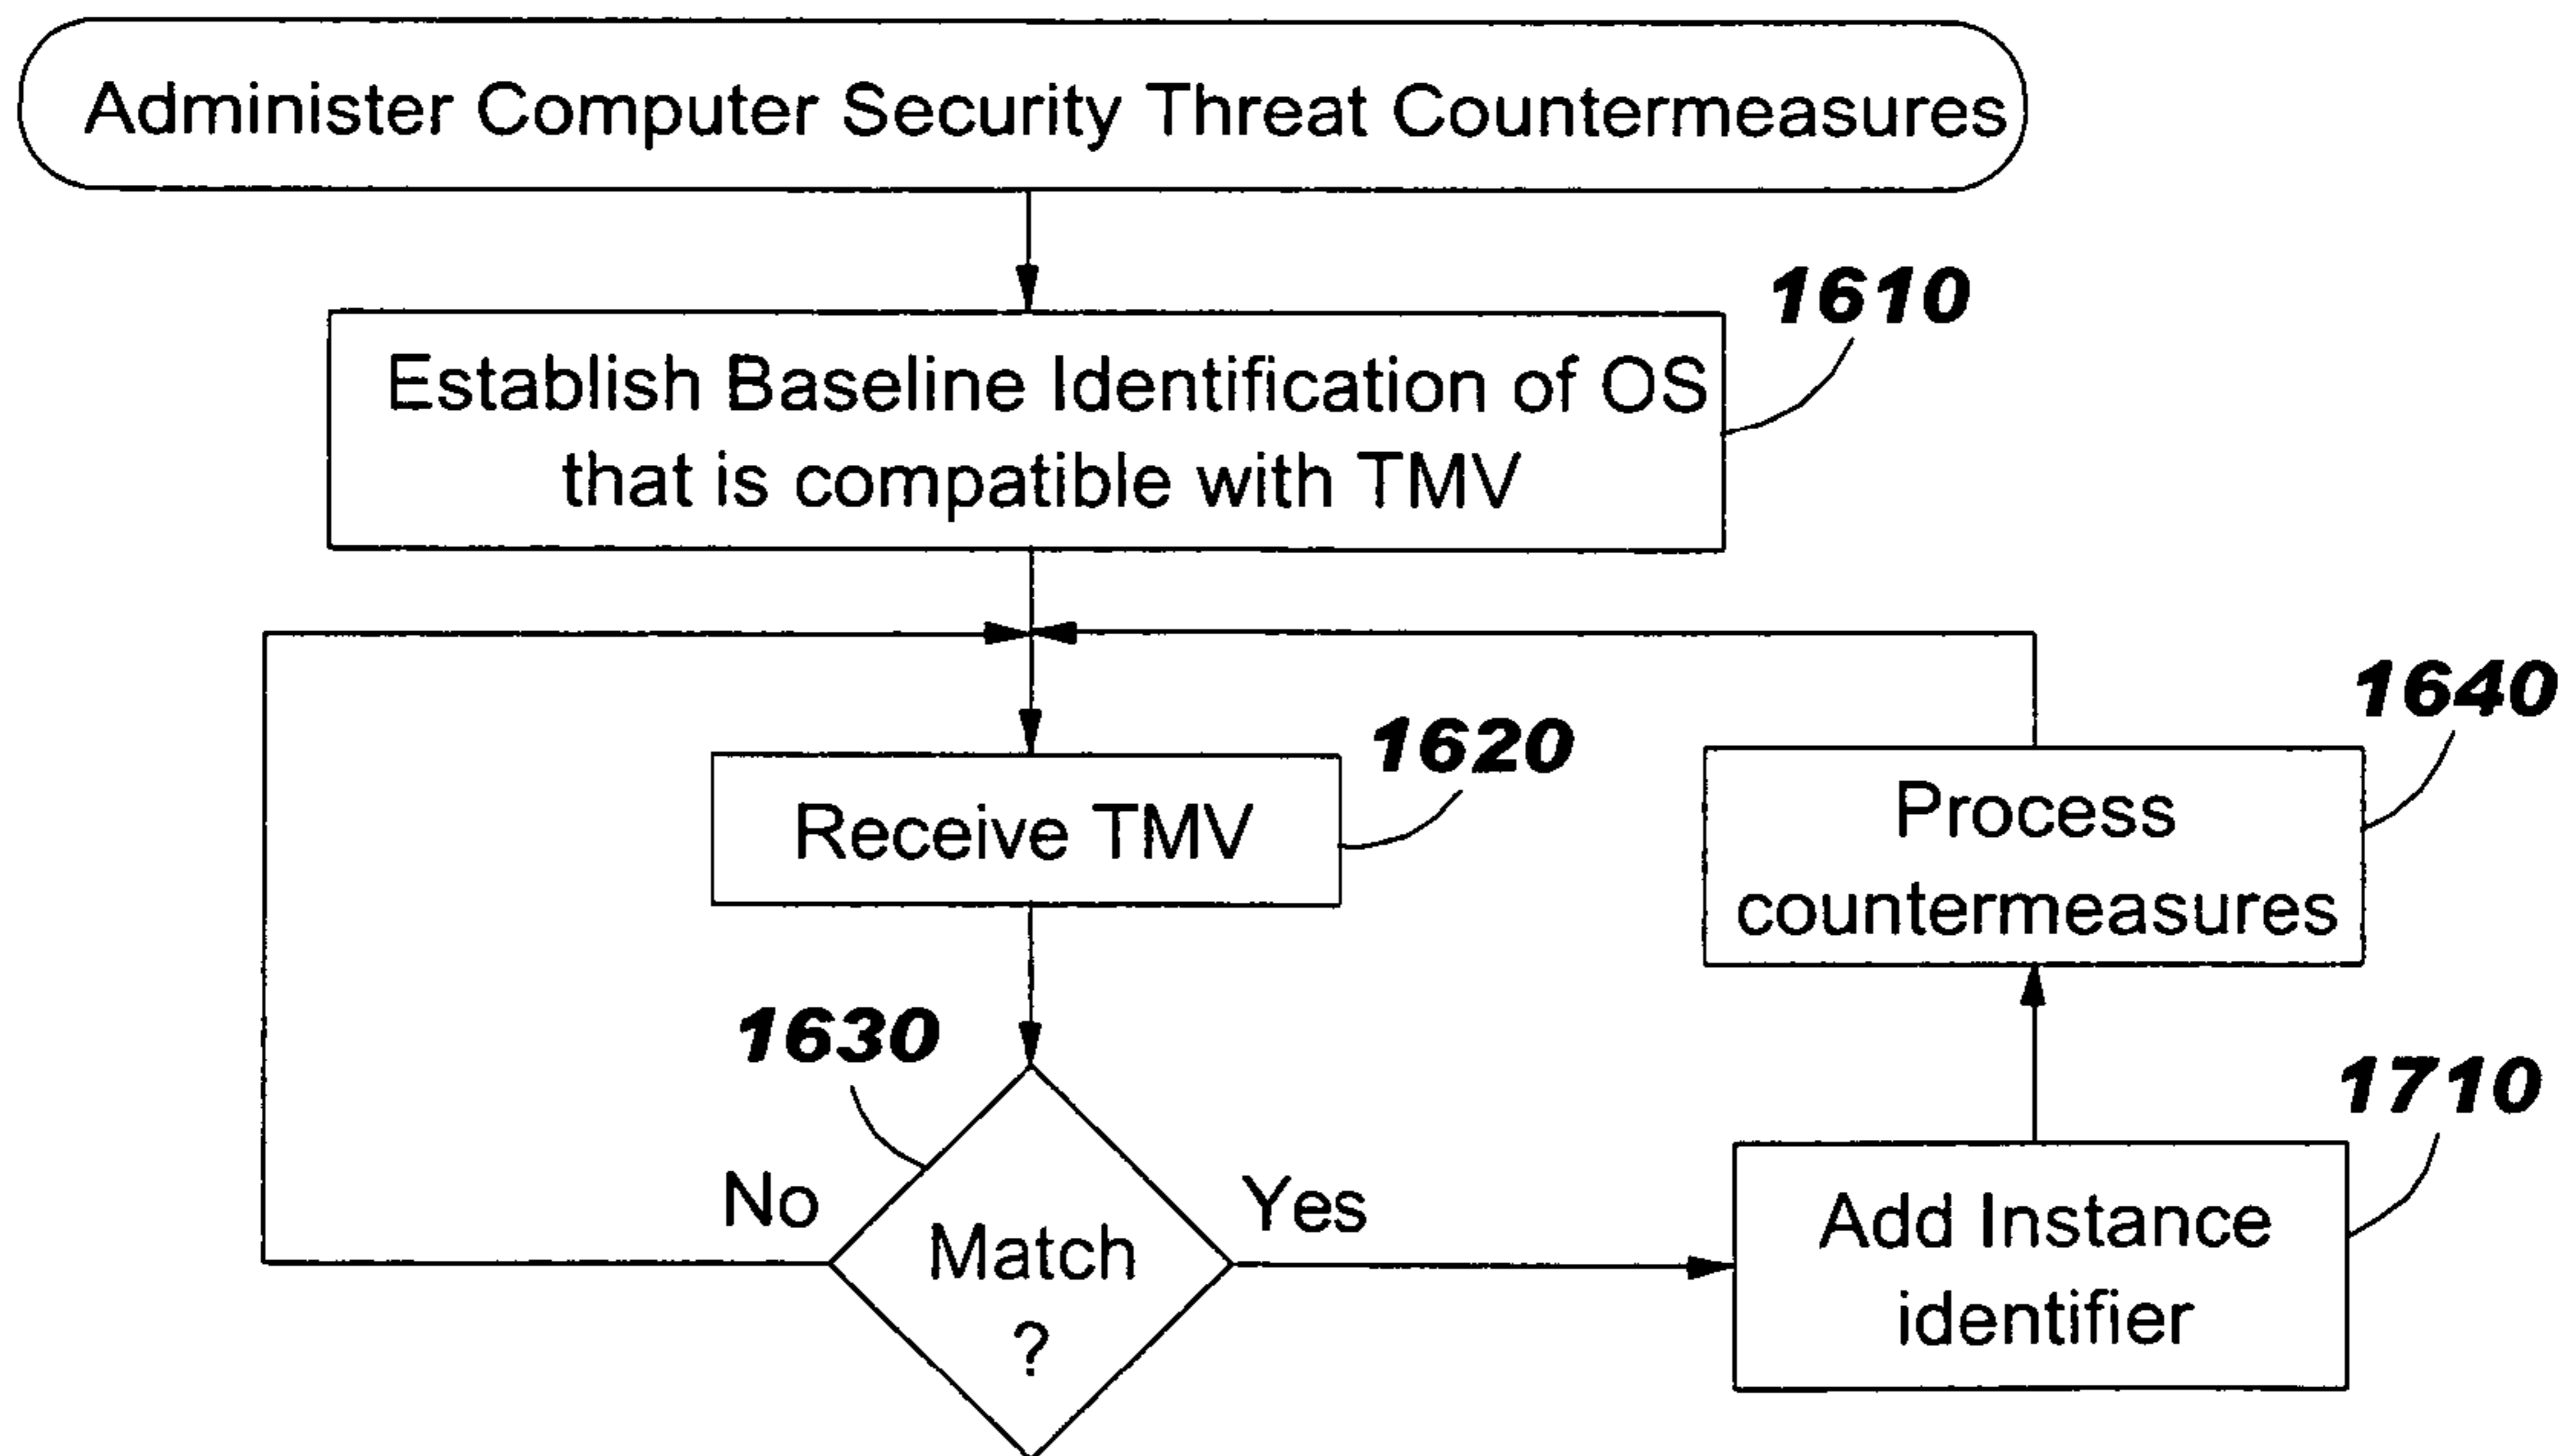 Administer Computer Security Threat Countermeasures
1610
Establish Baseline Identification of OS
that is compatible with TMV
1620
Receive TMV
1640
Process
countermeasures
1630
No
Match
?
Yes
1710
Add Instance
identifier